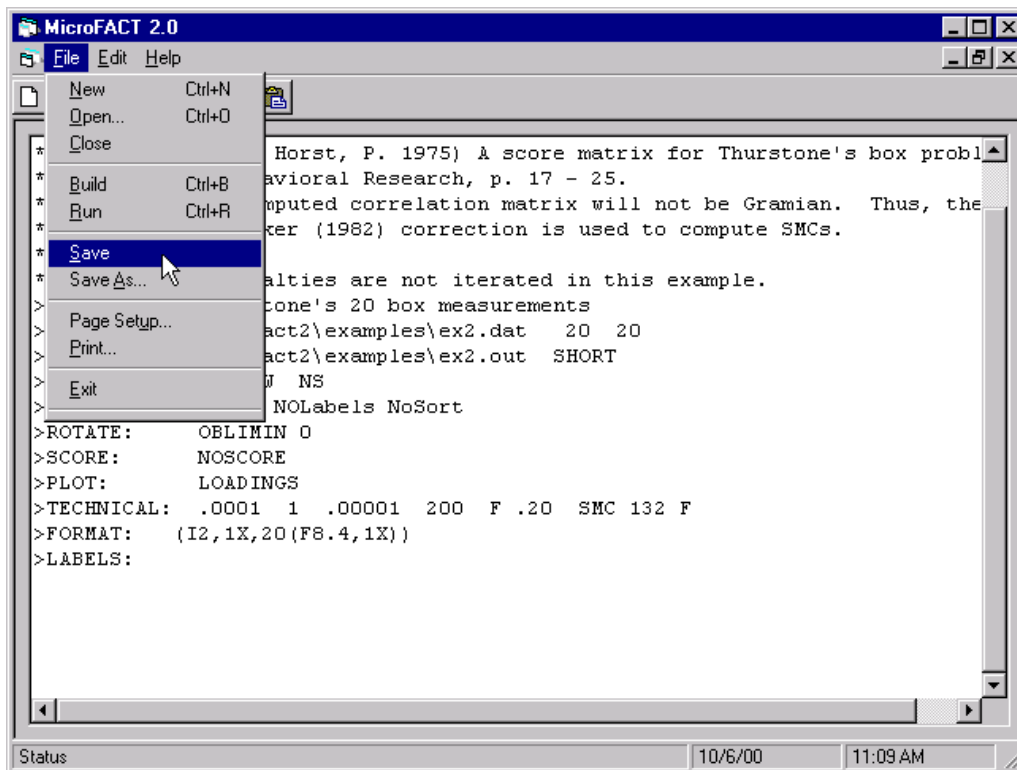 MicroFACT 2.0
File Edit Help
New Ctrl+N
Open... Ctrl+O
Close
Build Ctrl+B
Run Ctrl+R
Save
Save As...
Page Setup...
Print...
Exit
* Horst, P. 1975) A score matrix for Thurstone's box probl
* avioral Research, p. 17 - 25.
* mputed correlation matrix will not be Gramian. Thus, the
* ker (1982) correction is used to compute SMCs.
*
* alties are not iterated in this example.
> tone's 20 box measurements
> act2\examples\ex2.dat 20 20
> act2\examples\ex2.out SHORT
> W NS
> NOLabels NoSort
>ROTATE: OBLIMIN 0
>SCORE: NOSCORE
>PLOT: LOADINGS
>TECHNICAL: .0001 1 .00001 200 F .20 SMC 132 F
>FORMAT: (I2,1X,20(F8.4,1X))
>LABELS:
Status 10/6/00 11:09 AM